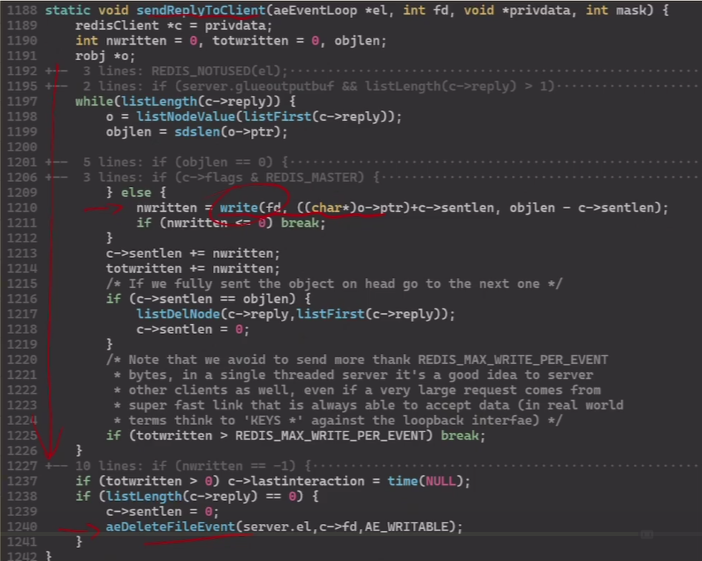 1188 static void sendReplyToClient(aeEventLoop *el, int fd, void *privdata, int mask) {
1189     redisClient *c = privdata;
1190     int nwritten = 0, totwritten = 0, objlen;
1191     robj *o;
1192 +--  3 lines: REDIS_NOTUSED(el);
1195 +--  2 lines: if (server.glueoutputbuf && listLength(c->reply) > 1)
1197     while(listLength(c->reply)) {
1198         o = listNodeValue(listFirst(c->reply));
1199         objlen = sdslen(o->ptr);
1200
1201 +--  5 lines: if (objlen == 0) {
1206 +--  3 lines: if (c->flags & REDIS_MASTER) {
1209         } else {
1210             nwritten = write(fd, ((char*)o->ptr)+c->sentlen, objlen - c->sentlen);
1211             if (nwritten <= 0) break;
1212         }
1213         c->sentlen += nwritten;
1214         totwritten += nwritten;
1215         /* If we fully sent the object on head go to the next one */
1216         if (c->sentlen == objlen) {
1217             listDelNode(c->reply,listFirst(c->reply));
1218             c->sentlen = 0;
1219         }
1220         /* Note that we avoid to send more thank REDIS_MAX_WRITE_PER_EVENT
1221          * bytes, in a single threaded server it's a good idea to server
1222          * other clients as well, even if a very large request comes from
1223          * super fast link that is always able to accept data (in real world
1224          * terms think to 'KEYS *' against the loopback interfae) */
1225         if (totwritten > REDIS_MAX_WRITE_PER_EVENT) break;
1226     }
1227 +-- 10 lines: if (nwritten == -1) {
1237     if (totwritten > 0) c->lastinteraction = time(NULL);
1238     if (listLength(c->reply) == 0) {
1239         c->sentlen = 0;
1240         aeDeleteFileEvent(server.el,c->fd,AE_WRITABLE);
1241     }
1242 }